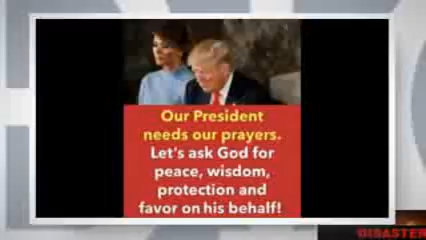 Our President
needs our prayers.
Let's ask God for
peace, wisdom,
protection and
favor on his behalf!
DISASTER